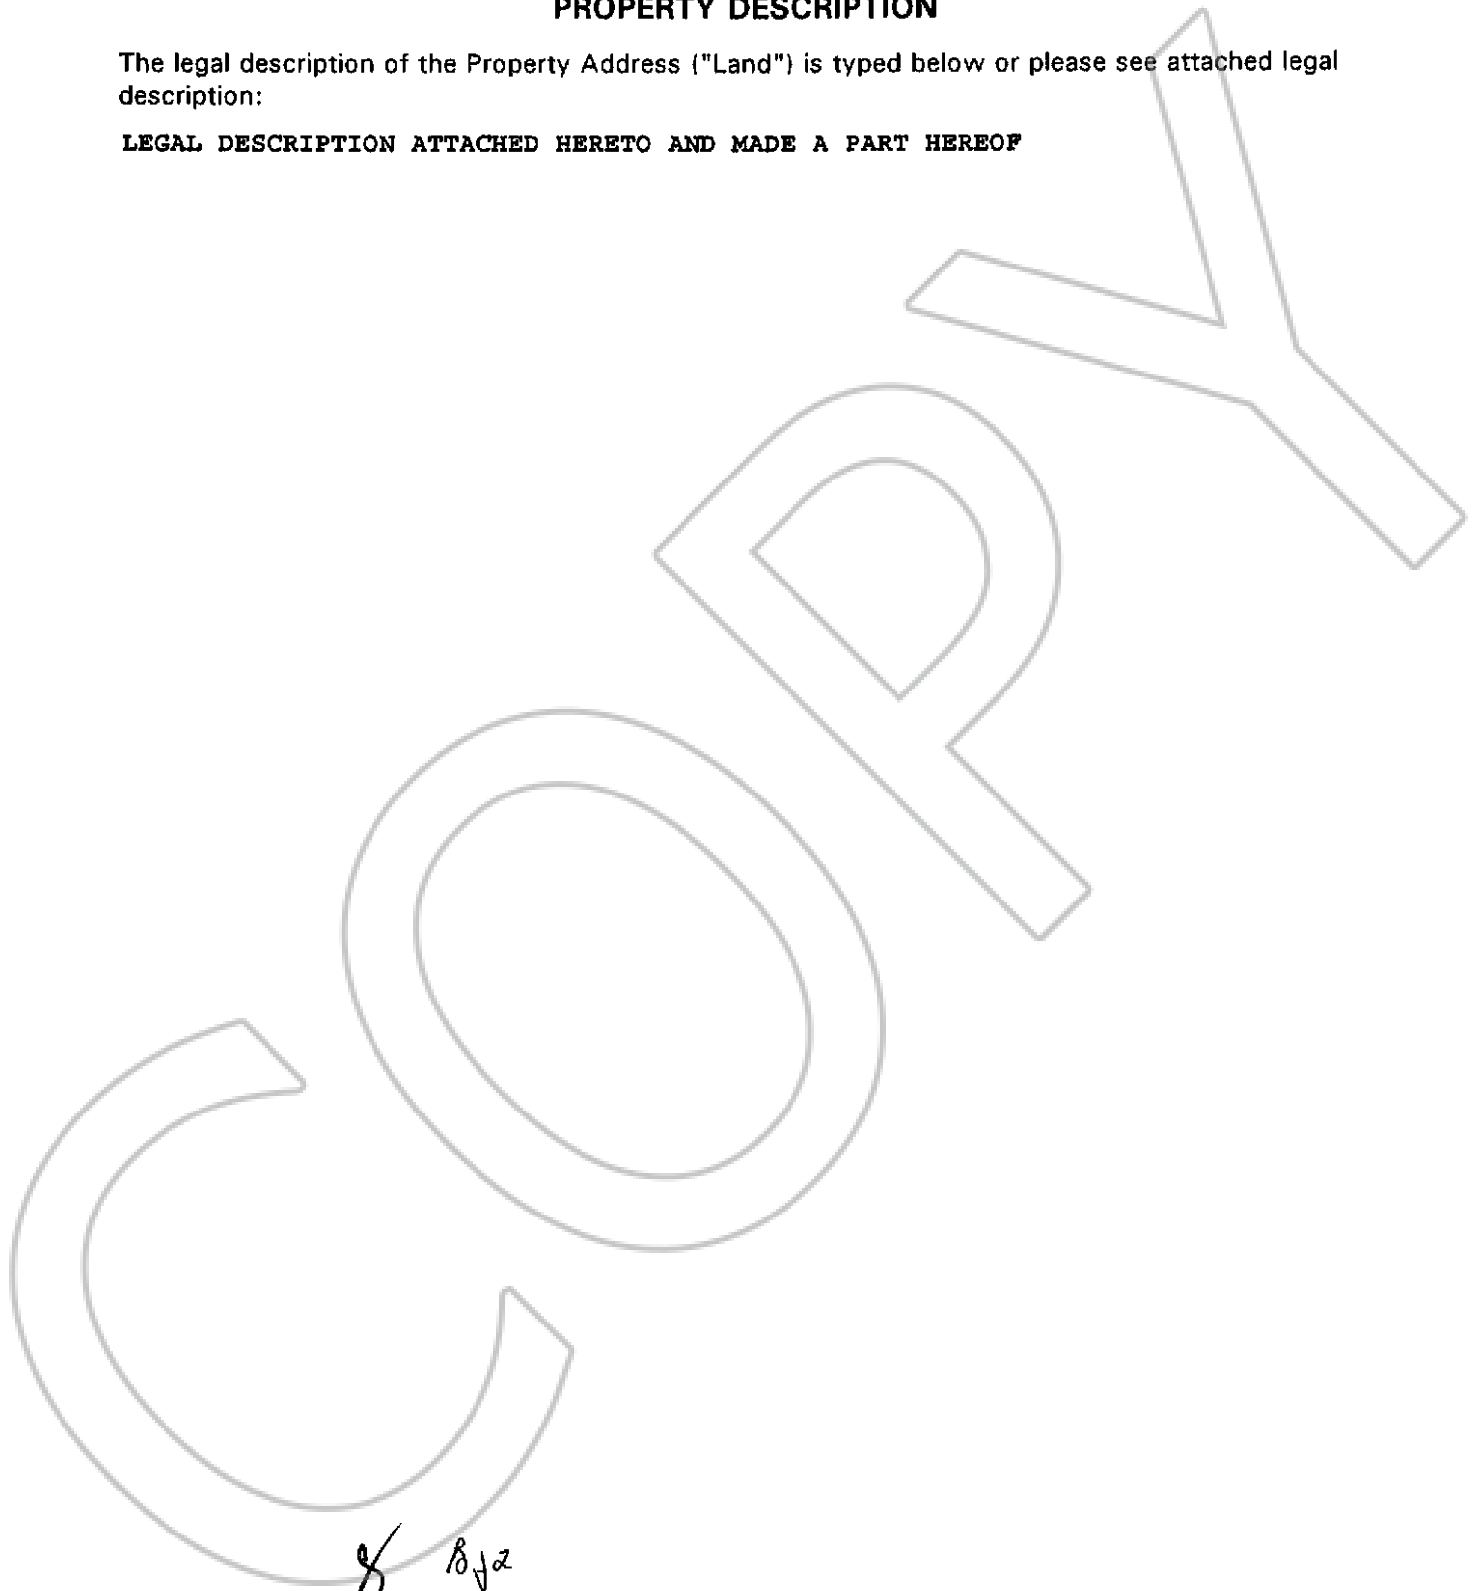 PROPERTY DESCRIPTION
The legal description of the Property Address ("Land") is typed below or please see attached legal
description:
LEGAL DESCRIPTION ATTACHED HERETO AND MADE A PART HEREOF
COPY